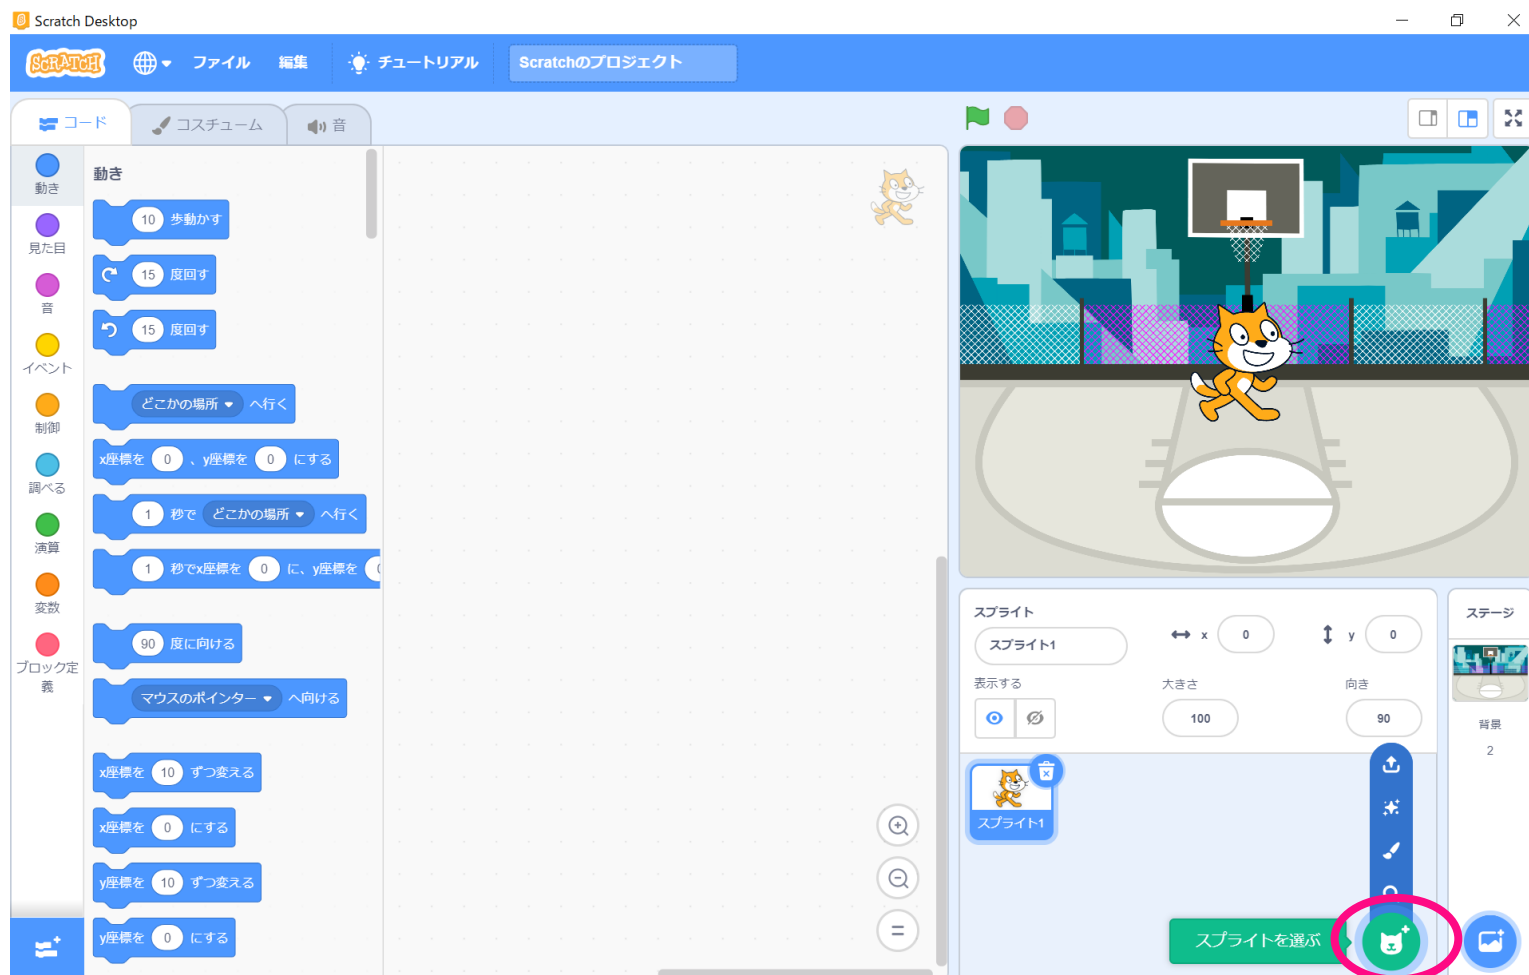 Scratch Desktop
SCRATCH
ファイル
編集
チュートリアル
Scratchのプロジェクト
コード
コスチューム
音
動き
見た目
音
イベント
制御
調べる
演算
変数
ブロック定
義
動き
10 歩動かす
15 度回す
15 度回す
どこかの場所 へ行く
x座標を 0 、y座標を 0 にする
1 秒で どこかの場所 へ行く
1 秒でx座標を 0 に、y座標を
90 度に向ける
マウスのポインター へ向ける
x座標を 10 ずつ変える
x座標を 0 にする
y座標を 10 ずつ変える
y座標を 0 にする
スプライト
スプライト1
x 0
y 0
表示する
大きさ
向き
100
90
スプライト1
スプライトを選ぶ
ステージ
背景
2